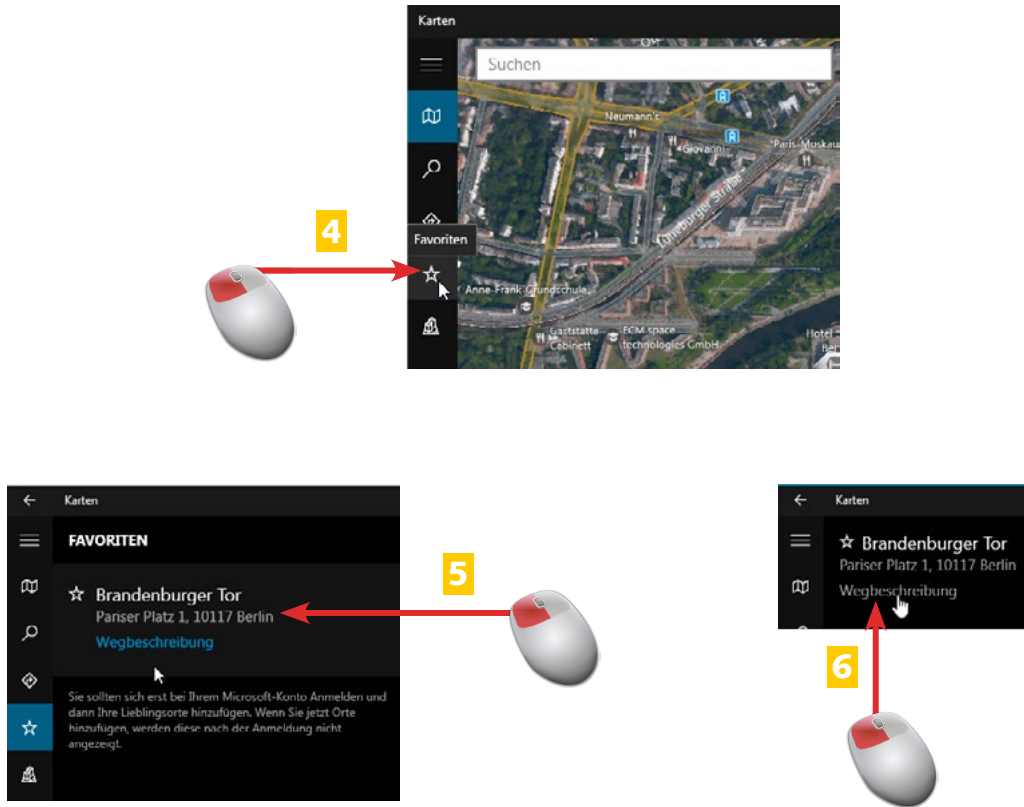 Karten
Suchen
Neumann's
Giovanni
Paris-Moskau
Lüneburger Straße
4
Favoriten
Anne-Frank-Grundschule
Gaststätte
Cabinett
ECM space
technologies GmbH
Hotel
Karten
FAVORITEN
Brandenburger Tor
Pariser Platz 1, 10117 Berlin
Wegbeschreibung
Sie sollten sich erst bei Ihrem Microsoft-Konto Anmelden und
dann Ihre Lieblingsorte hinzufügen. Wenn Sie jetzt Orte
hinzufügen, werden diese nach der Anmeldung nicht
angezeigt.
5
Karten
Brandenburger Tor
Pariser Platz 1, 10117 Berlin
Wegbeschreibung
6